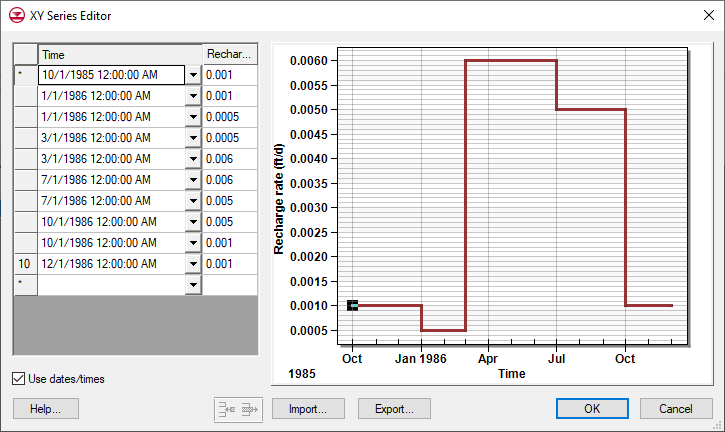 XY Series Editor
Time Rechar...
* 10/1/1985 12:00:00 AM 0.001
1/1/1986 12:00:00 AM 0.001
1/1/1986 12:00:00 AM 0.0005
3/1/1986 12:00:00 AM 0.0005
3/1/1986 12:00:00 AM 0.006
7/1/1986 12:00:00 AM 0.006
7/1/1986 12:00:00 AM 0.005
10/1/1986 12:00:00 AM 0.005
10/1/1986 12:00:00 AM 0.001
10 12/1/1986 12:00:00 AM 0.001
*
Use dates/times
Recharge rate (ft/d)
0.0060
0.0055
0.0050
0.0045
0.0040
0.0035
0.0030
0.0025
0.0020
0.0015
0.0010
0.0005
Oct Jan 1986 Apr Jul Oct
1985 Time
Help... Import... Export... OK Cancel